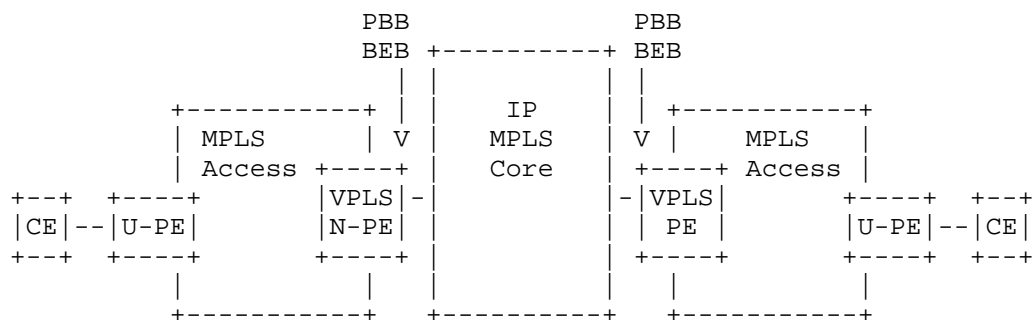 PBB PBB
BEB BEB
IP
MPLS V MPLS V MPLS
Access Core Access
VPLS VPLS
CE U-PE N-PE PE U-PE CE